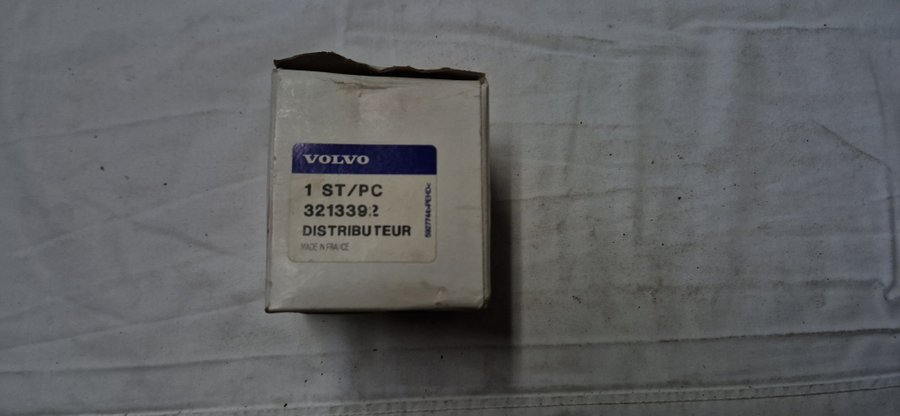 VOLVO
1 ST/PC
3213392
DISTRIBUTEUR
MADE IN FRANCE